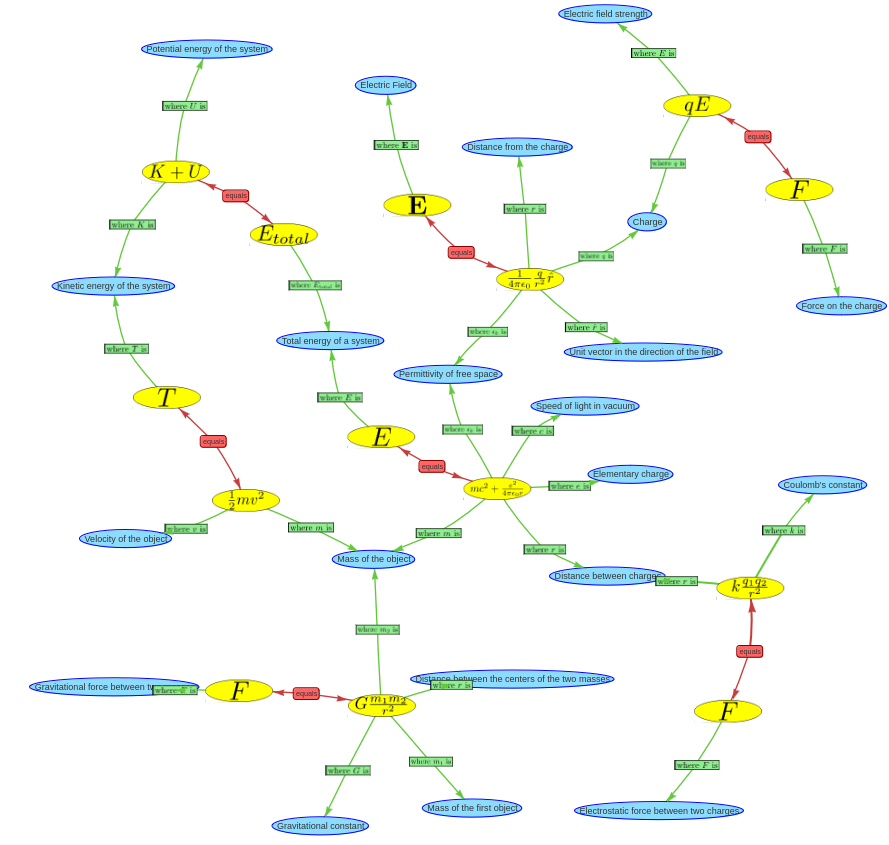 Electric field strength
Potential energy of the system
where E is
Electric Field
where U is
qE
equals
where E is
Distance from the charge
where q is
K + U
F
equals
E
where r is
Charge
where K is
E_{total}
equals
where q is
where F is
\frac{1}{4\pi\epsilon_0}\frac{q}{r^2}\hat{r}
Kinetic energy of the system
where E_{total} is
Force on the charge
where ϵ_0 is
where \hat{r} is
Total energy of a system
where T is
Unit vector in the direction of the field
Permittivity of free space
T
where E is
Speed of light in vacuum
where ϵ_0 is
where c is
equals
E
equals
Elementary charge
mc^2 + \frac{e^2}{4\pi\epsilon_0 r}
where e is
Coulomb's constant
\frac{1}{2}mv^2
where v is
where m is
where m is
where k is
Velocity of the object
where r is
Mass of the object
Distance between charges
where r is
k\frac{q_1 q_2}{r^2}
where m_2 is
equals
Gravitational force between tw
where F is
F
equals
Distance between the centers of the two masses
where r is
G\frac{m_1 m_2}{r^2}
F
where G is
where m_1 is
where F is
Mass of the first object
Electrostatic force between two charges
Gravitational constant